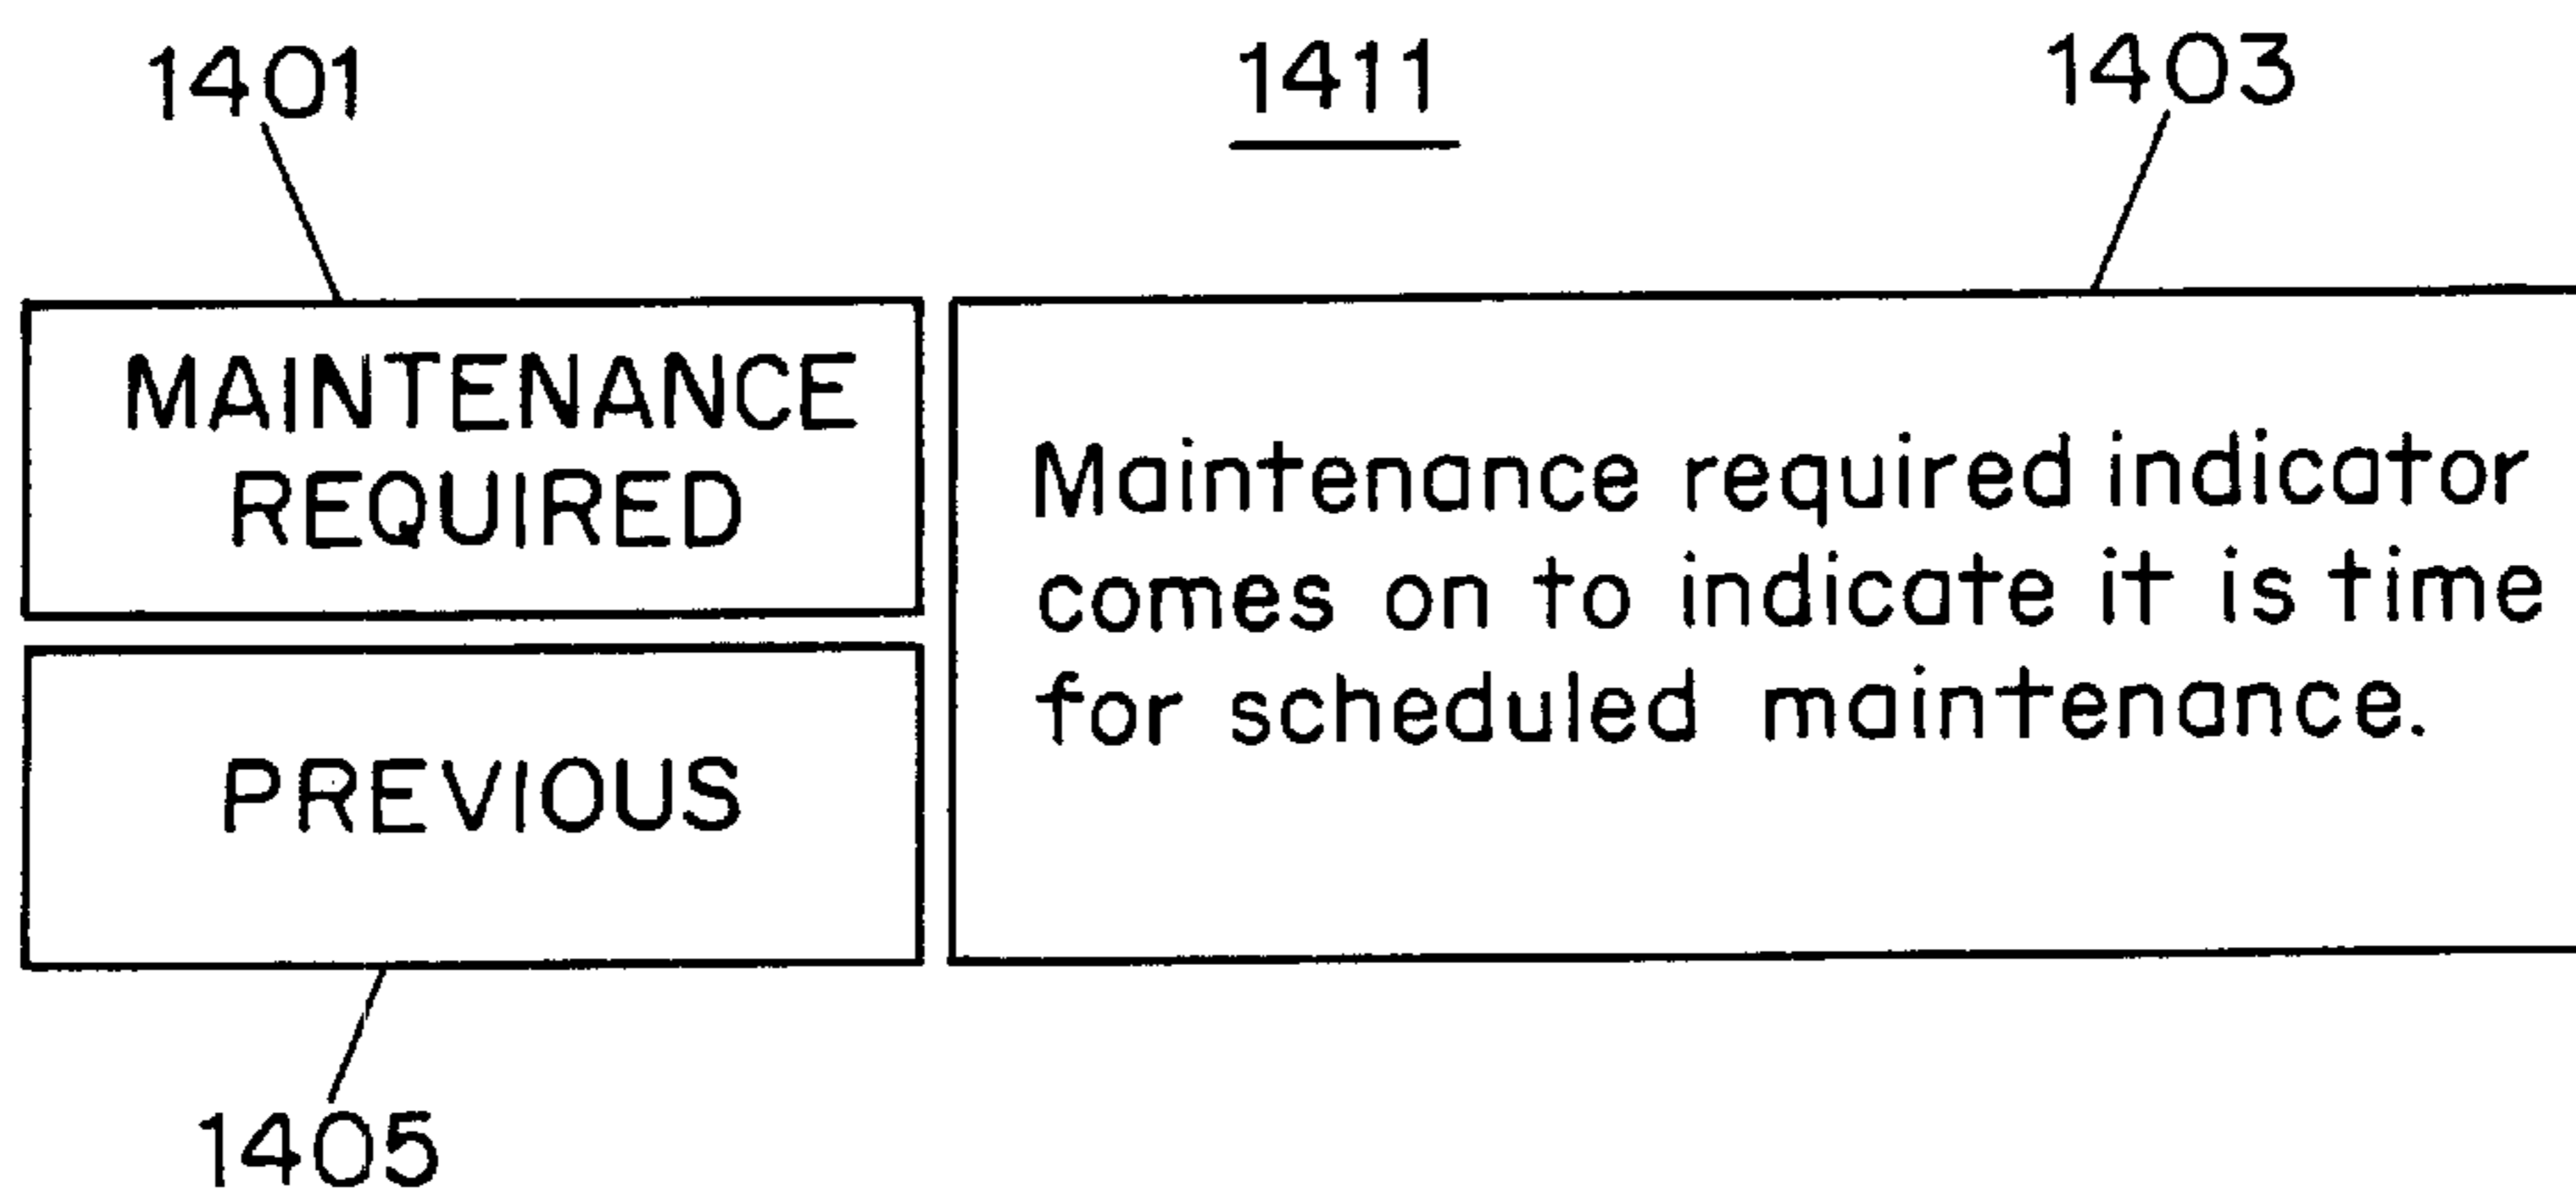 1401
1411
1403
MAINTENANCE
REQUIRED
Maintenance required indicator
comes on to indicate it is time
for scheduled maintenance.
PREVIOUS
1405